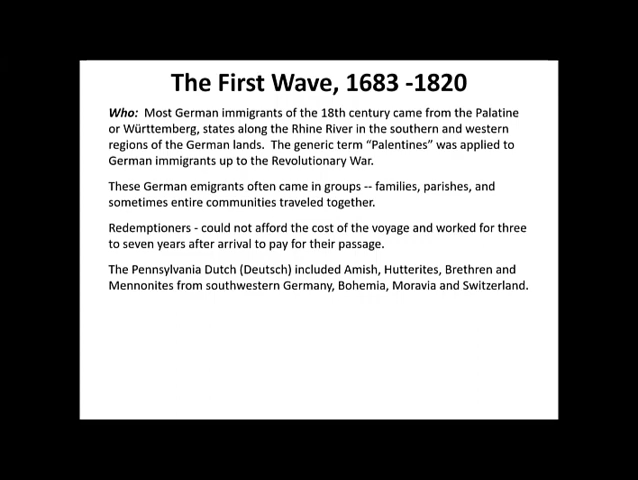 The First Wave, 1683 -1820
Who:  Most German immigrants of the 18th century came from the Palatine
or Württemberg, states along the Rhine River in the southern and western
regions of the German lands.  The generic term “Palentines” was applied to
German immigrants up to the Revolutionary War.
These German emigrants often came in groups -- families, parishes, and
sometimes entire communities traveled together.
Redemptioners - could not afford the cost of the voyage and worked for three
to seven years after arrival to pay for their passage.
The Pennsylvania Dutch (Deutsch) included Amish, Hutterites, Brethren and
Mennonites from southwestern Germany, Bohemia, Moravia and Switzerland.